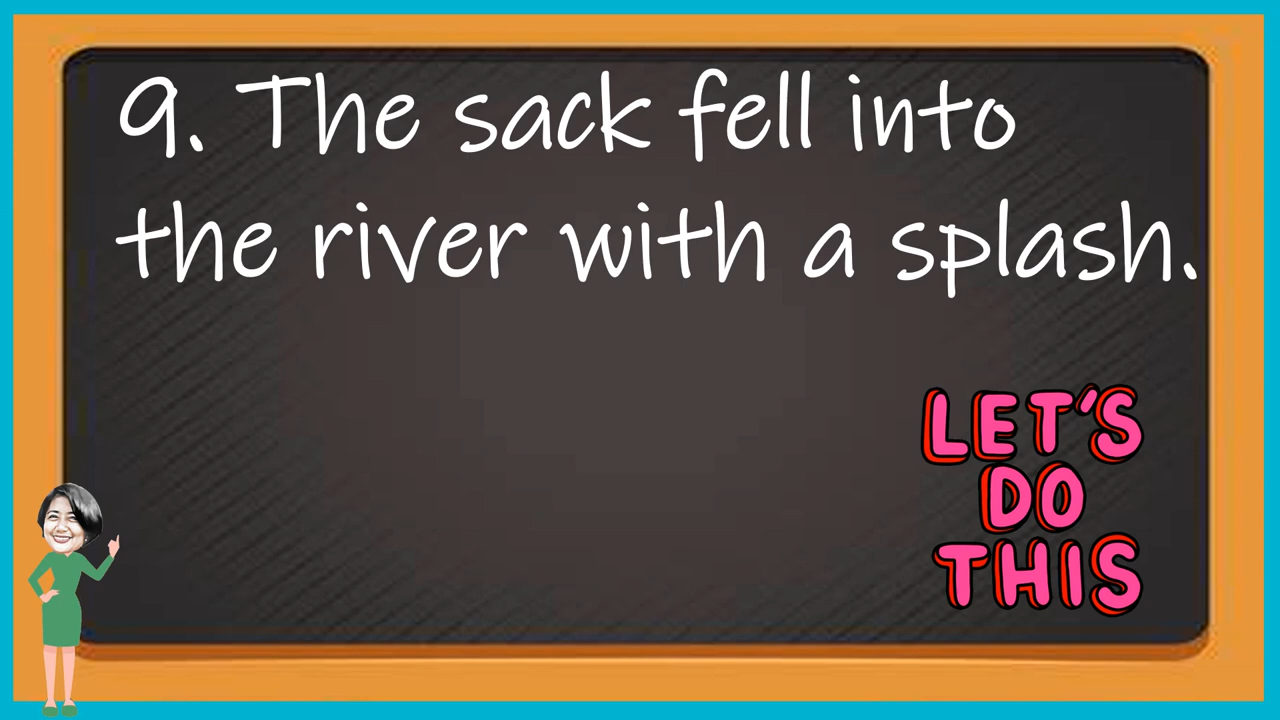 9. The sack fell into
the river with a splash.
LET'S
DO
THIS